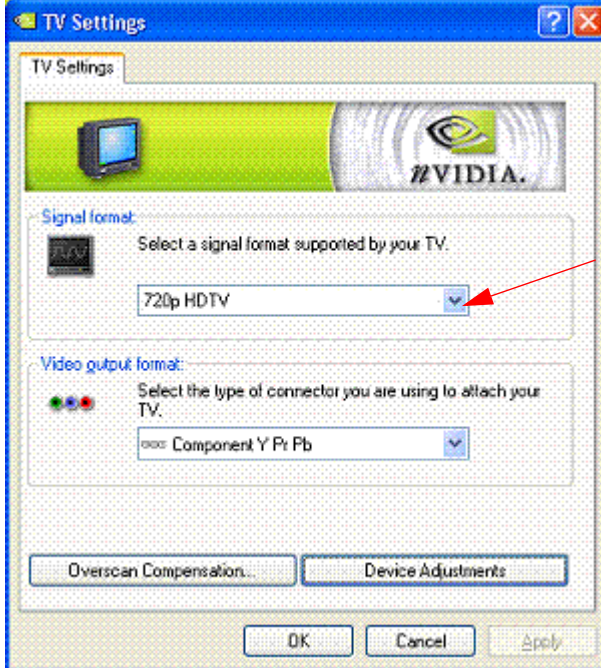 TV Settings
TV Settings
nVIDIA.
Signal format:
Select a signal format supported by your TV.
720p HDTV
Video output format:
Select the type of connector you are using to attach your
TV.
Component Y Pr Pb
Overscan Compensation...
Device Adjustments
OK
Cancel
Apply